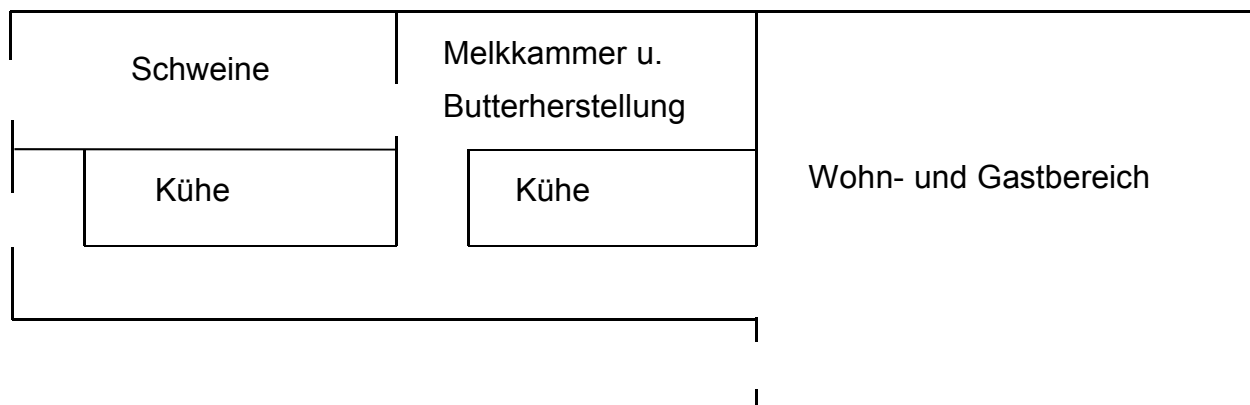 Schweine
Melkkammer u.
Butterherstellung
Kühe
Kühe
Wohn- und Gastbereich